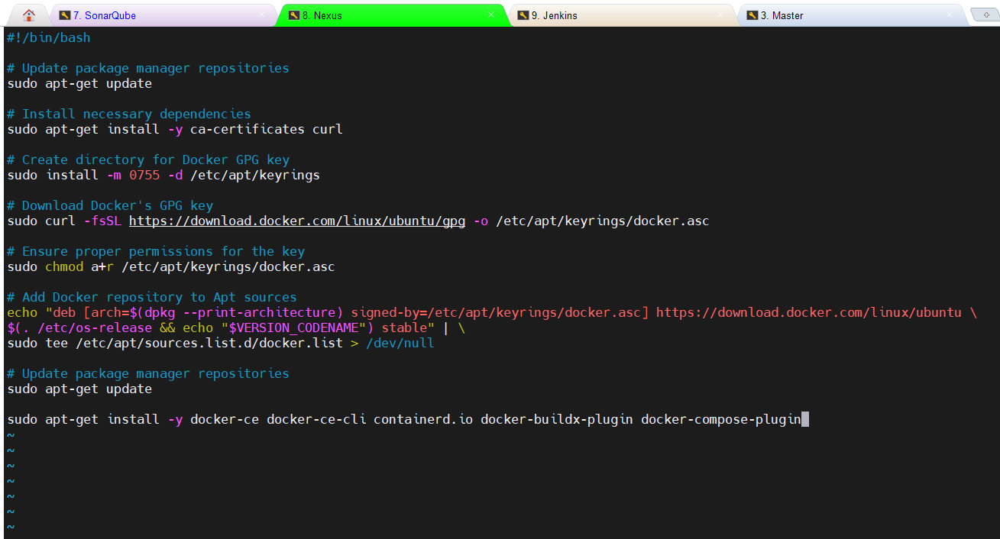 7. SonarQube
8. Nexus
9. Jenkins
3. Master
#!/bin/bash
# Update package manager repositories
sudo apt-get update
# Install necessary dependencies
sudo apt-get install -y ca-certificates curl
# Create directory for Docker GPG key
sudo install -m 0755 -d /etc/apt/keyrings
# Download Docker's GPG key
sudo curl -fsSL https://download.docker.com/linux/ubuntu/gpg -o /etc/apt/keyrings/docker.asc
# Ensure proper permissions for the key
sudo chmod a+r /etc/apt/keyrings/docker.asc
# Add Docker repository to Apt sources
echo "deb [arch=$(dpkg --print-architecture) signed-by=/etc/apt/keyrings/docker.asc] https://download.docker.com/linux/ubuntu \
$(. /etc/os-release && echo "$VERSION_CODENAME") stable" | \
sudo tee /etc/apt/sources.list.d/docker.list > /dev/null
# Update package manager repositories
sudo apt-get update
sudo apt-get install -y docker-ce docker-ce-cli containerd.io docker-buildx-plugin docker-compose-plugin
~
~
~
~
~
~
~